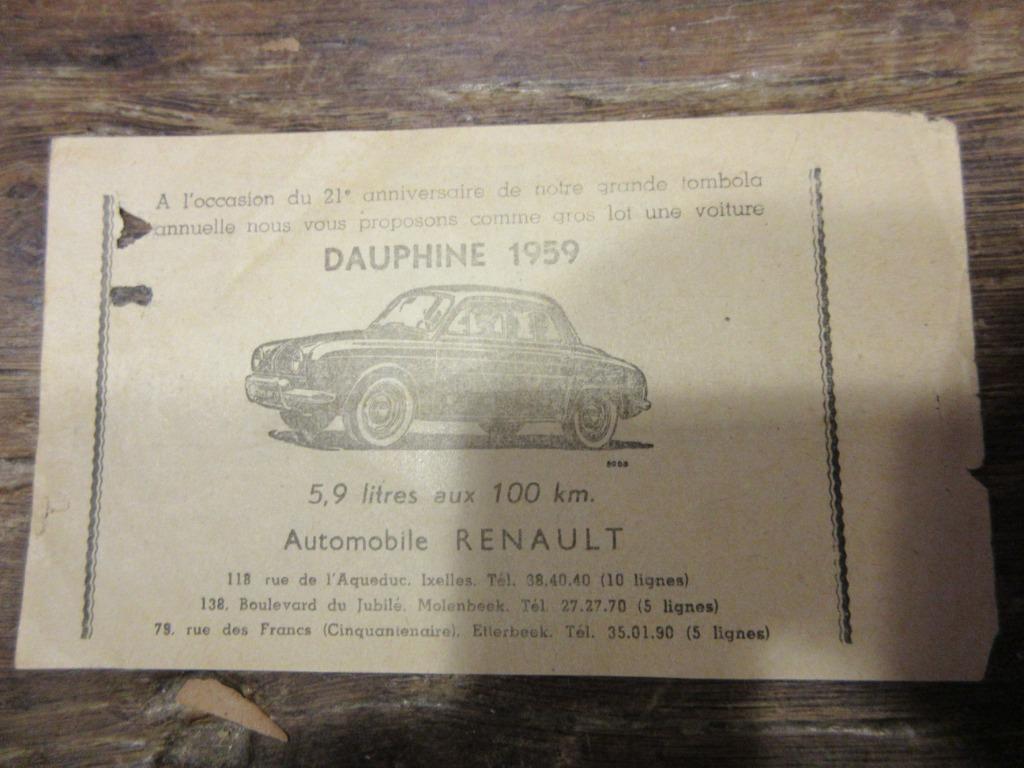 A l'occasion du 21e anniversaire de notre grande tombola
annuelle nous vous proposons comme gros lot une voiture
DAUPHINE 1959
5,9 litres aux 100 km.
Automobile RENAULT
118 rue de l'Aqueduc. Ixelles. Tél. 38.40.40 (10 lignes)
138, Boulevard du Jubilé. Molenbeek. Tél. 27.27.70 (5 lignes)
79, rue des Francs (Cinquantenaire). Etterbeek. Tél. 35.01.90 (5 lignes)